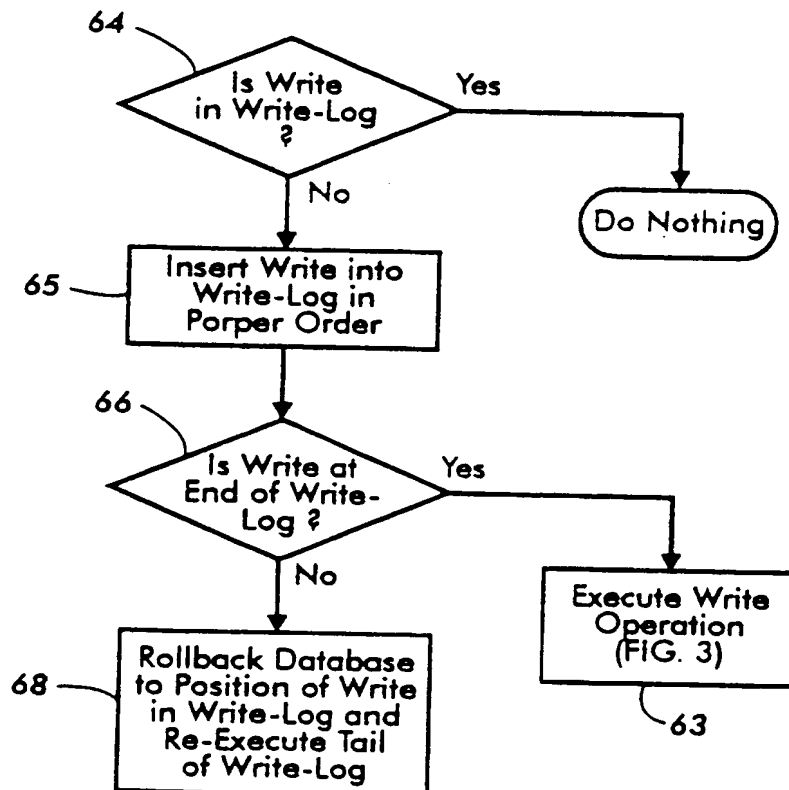 64
Is Write
in Write-Log
?
Yes
No
Do Nothing
65
Insert Write into
Write-Log in
Porper Order
66
Is Write at
End of Write-
Log ?
Yes
No
Execute Write
Operation
(FIG. 3)
63
68
Rollback Database
to Position of Write
in Write-Log and
Re-Execute Tail
of Write-Log